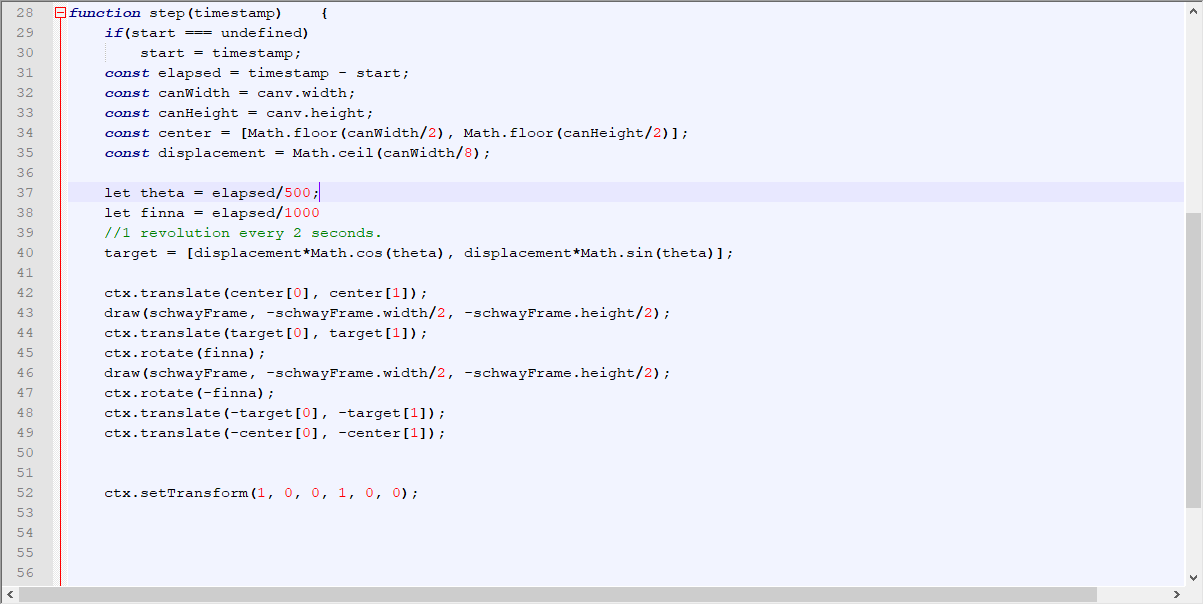 28 function step(timestamp)    {
29     if(start === undefined)
30         start = timestamp;
31     const elapsed = timestamp - start;
32     const canWidth = canv.width;
33     const canHeight = canv.height;
34     const center = [Math.floor(canWidth/2), Math.floor(canHeight/2)];
35     const displacement = Math.ceil(canWidth/8);
36
37     let theta = elapsed/500;
38     let finna = elapsed/1000
39     //1 revolution every 2 seconds.
40     target = [displacement*Math.cos(theta), displacement*Math.sin(theta)];
41
42     ctx.translate(center[0], center[1]);
43     draw(schwayFrame, -schwayFrame.width/2, -schwayFrame.height/2);
44     ctx.translate(target[0], target[1]);
45     ctx.rotate(finna);
46     draw(schwayFrame, -schwayFrame.width/2, -schwayFrame.height/2);
47     ctx.rotate(-finna);
48     ctx.translate(-target[0], -target[1]);
49     ctx.translate(-center[0], -center[1]);
50
51
52     ctx.setTransform(1, 0, 0, 1, 0, 0);
53
54
55
56